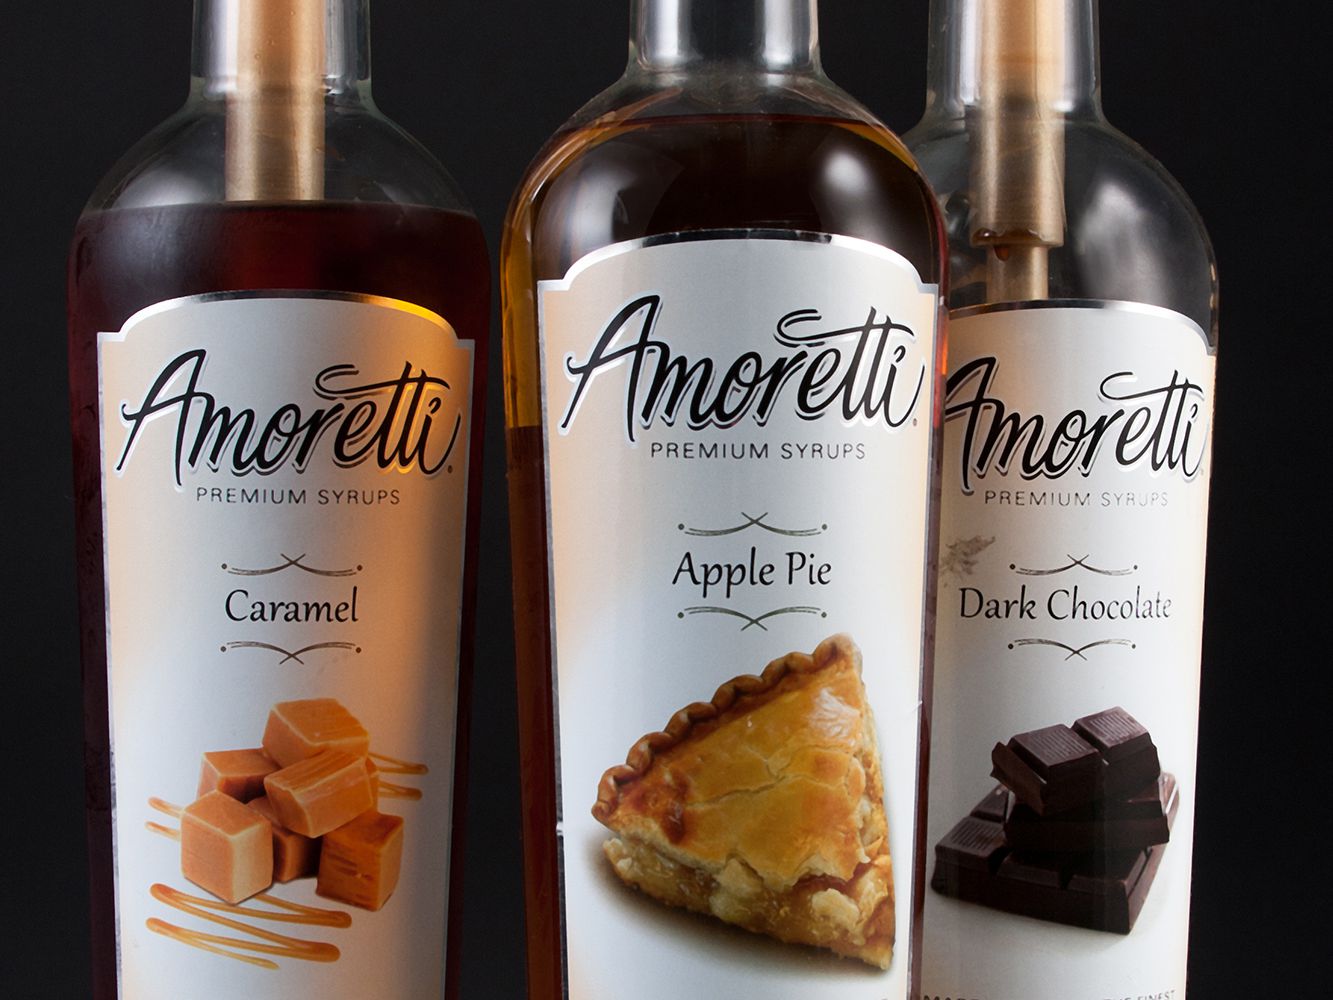 Amoretti
PREMIUM SYRUPS
Caramel
Amoretti
PREMIUM SYRUPS
Apple Pie
Amoretti
PREMIUM SYRUPS
Dark Chocolate